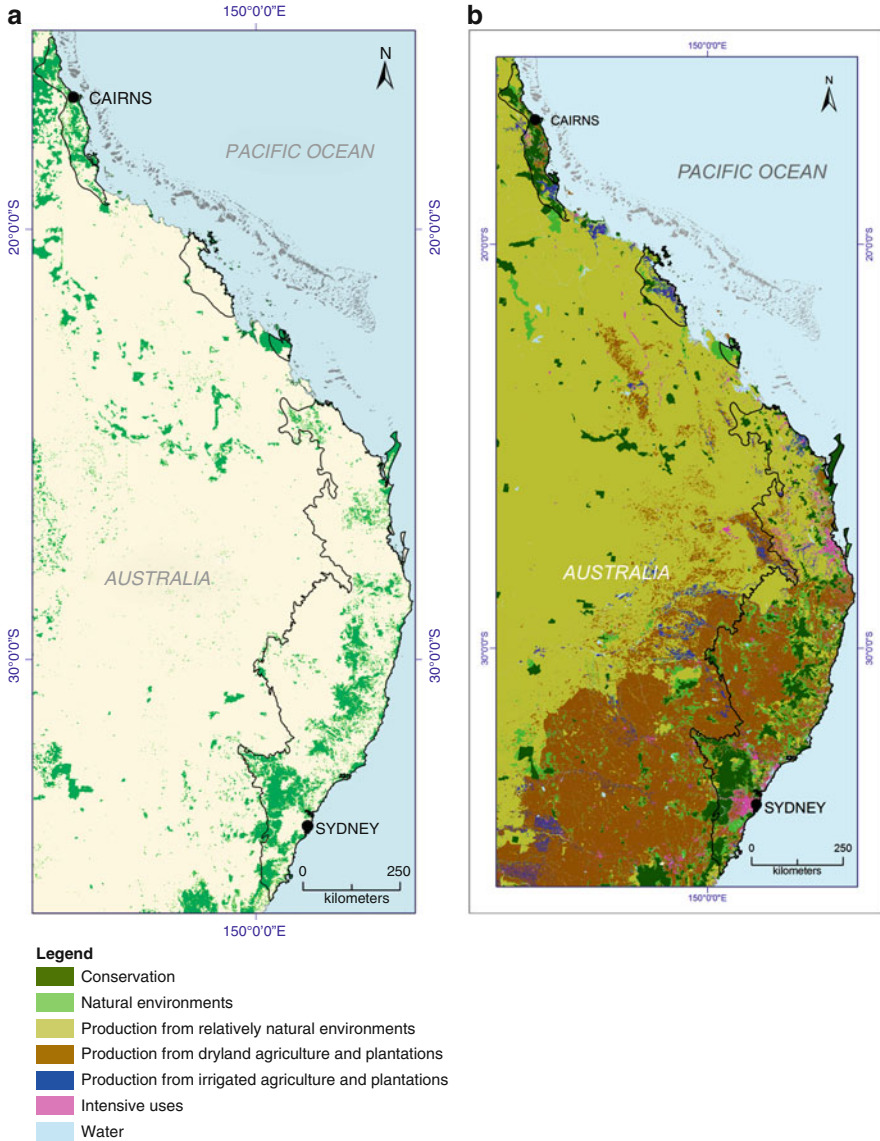 a
150°0'0"E
N
CAIRNS
PACIFIC OCEAN
20°0'0"S
20°0'0"S
AUSTRALIA
30°0'0"S
30°0'0"S
SYDNEY
0 250
kilometers
150°0'0"E
b
150°0'0"E
N
CAIRNS
PACIFIC OCEAN
20°0'0"S
20°0'0"S
AUSTRALIA
30°0'0"S
30°0'0"S
SYDNEY
0 250
kilometers
150°0'0"E
Legend
Conservation
Natural environments
Production from relatively natural environments
Production from dryland agriculture and plantations
Production from irrigated agriculture and plantations
Intensive uses
Water